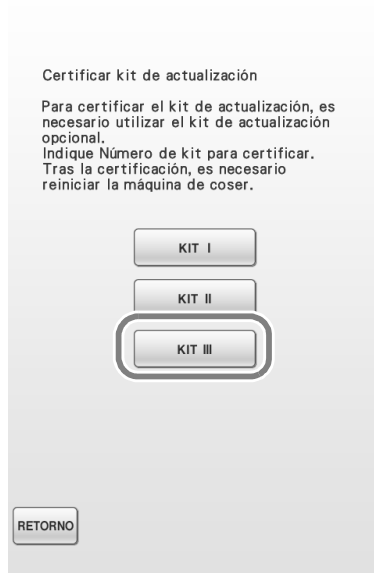 Certificar kit de actualización
Para certificar el kit de actualización, es
necesario utilizar el kit de actualización
opcional.
Indique Número de kit para certificar.
Tras la certificación, es necesario
reiniciar la máquina de coser.
KIT I
KIT II
KIT III
RETORNO